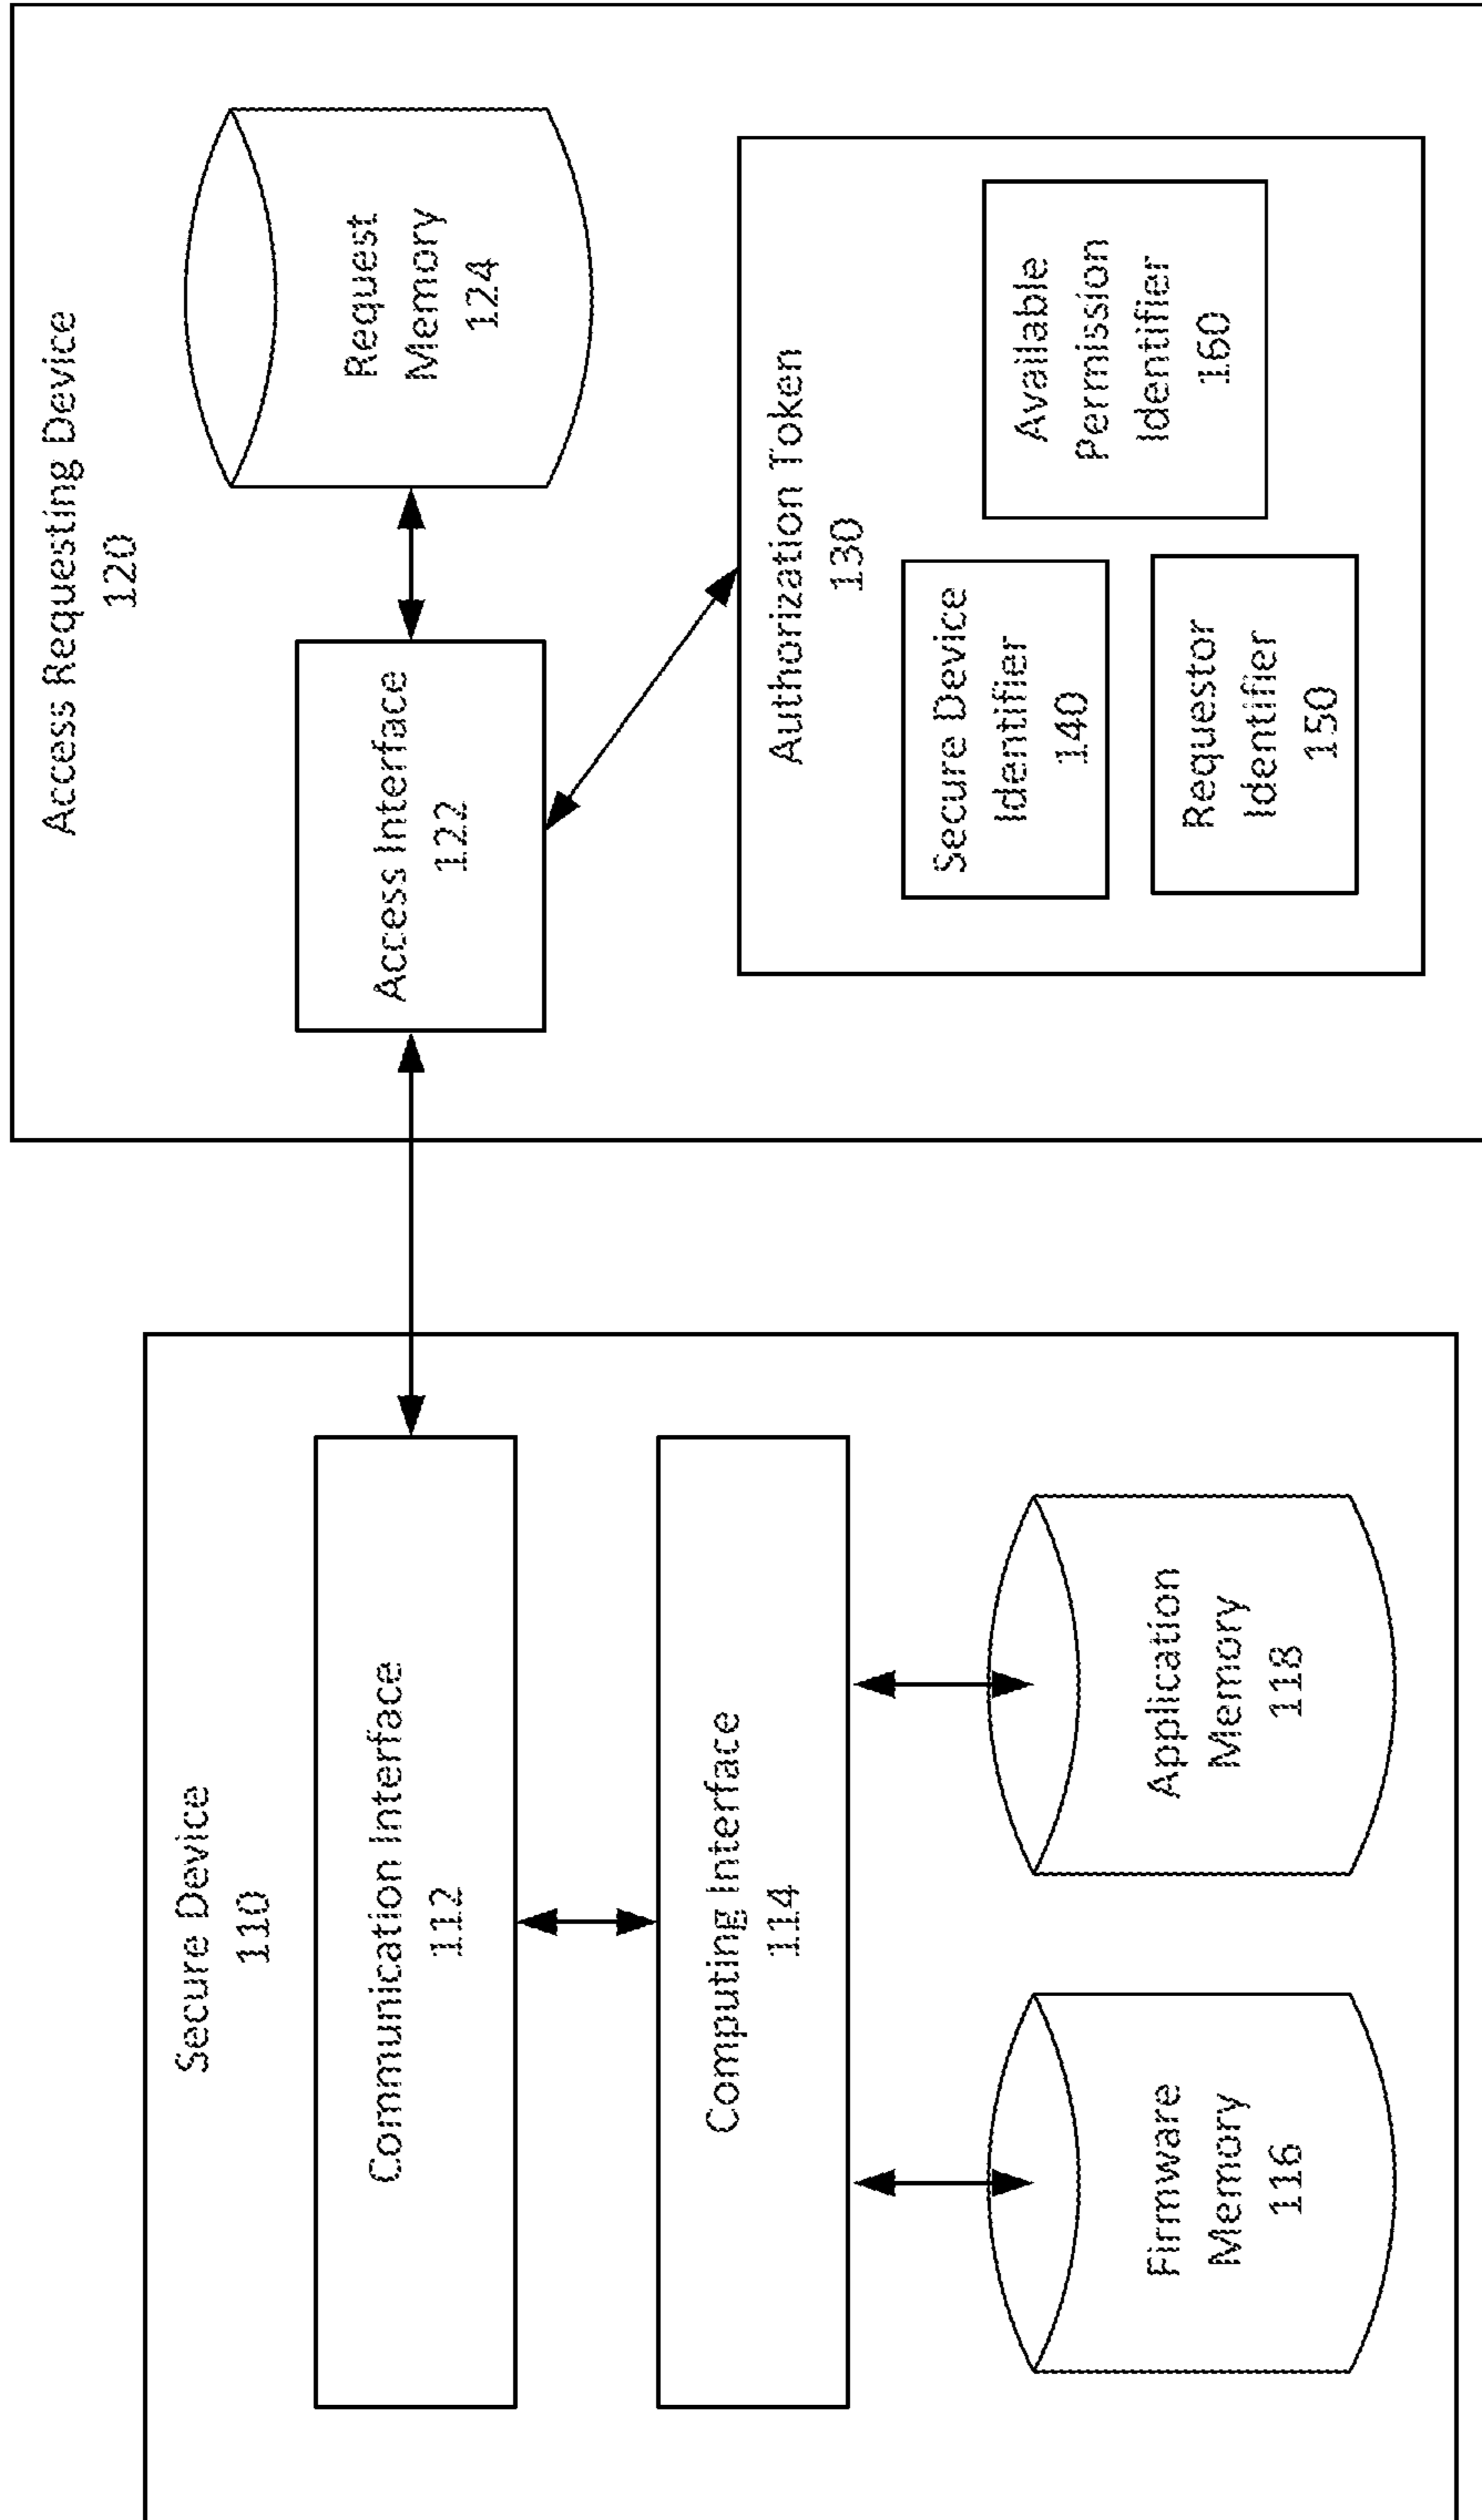 Secure Device
110
Communication Interface
112
Computing Interface
114
Firmware
Memory
116
Application
Memory
118
Access Requesting Device
120
Access Interface
122
Request
Memory
124
Authorization Token
130
Secure Device
Identifier
140
Requestor
Identifier
150
Available
Permission
Identifier
160